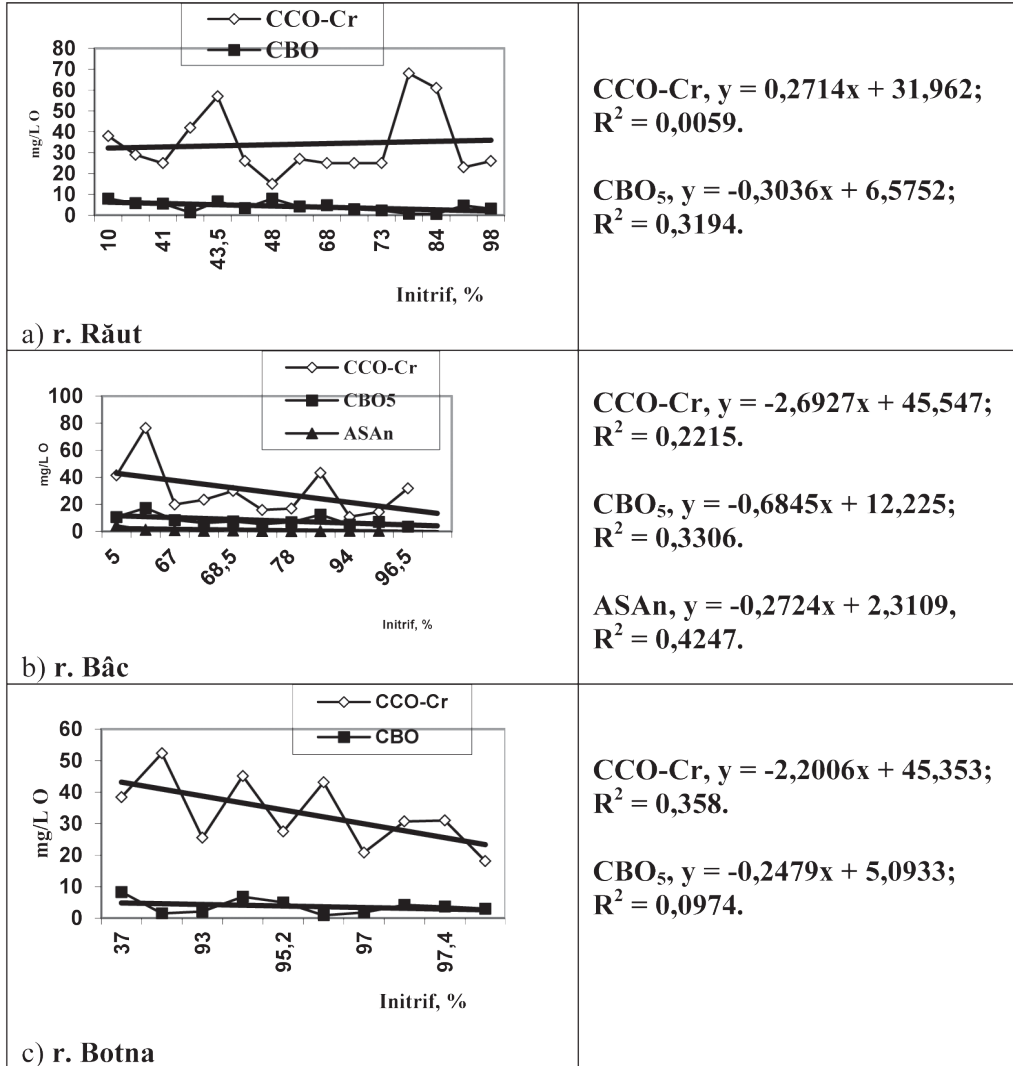 CCO-Cr
CBO
80
70
60
50
40
30
20
10
0
mg/L O
10
41
43,5
48
68
73
84
98
Initrif, %
a) r. Răut
CCO-Cr, y = 0,2714x + 31,962;
R² = 0,0059.
CBO₅, y = -0,3036x + 6,5752;
R² = 0,3194.
CCO-Cr
CBO5
ASAn
100
80
60
40
20
0
mg/L O
5
67
68,5
78
94
96,5
Initrif, %
b) r. Bâc
CCO-Cr, y = -2,6927x + 45,547;
R² = 0,2215.
CBO₅, y = -0,6845x + 12,225;
R² = 0,3306.
ASAn, y = -0,2724x + 2,3109,
R² = 0,4247.
CCO-Cr
CBO
60
50
40
30
20
10
0
mg/L O
37
93
95,2
97
97,4
Initrif, %
c) r. Botna
CCO-Cr, y = -2,2006x + 45,353;
R² = 0,358.
CBO₅, y = -0,2479x + 5,0933;
R² = 0,0974.